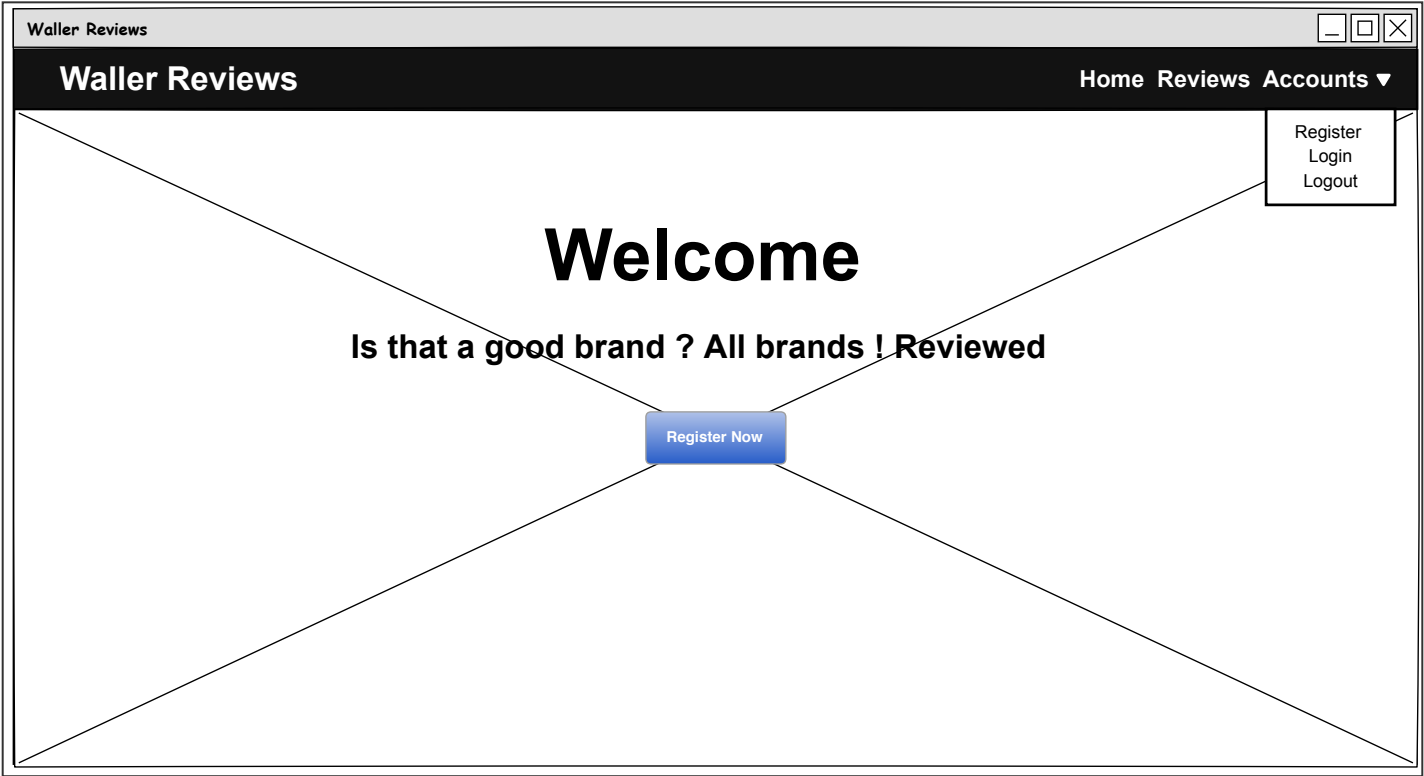 Waller Reviews
Waller Reviews
Home Reviews Accounts
Register
Login
Logout
Welcome
Is that a good brand ? All brands ! Reviewed
Register Now